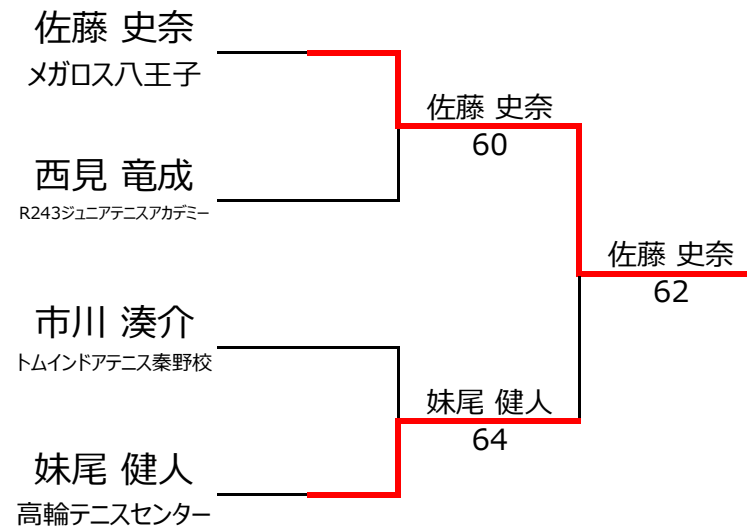 佐藤 史奈
メガロス八王子
佐藤 史奈
60
西見 竜成
R243ジュニアテニスアカデミー
佐藤 史奈
62
市川 湊介
トムインドアテニス秦野校
妹尾 健人
64
妹尾 健人
高輪テニスセンター